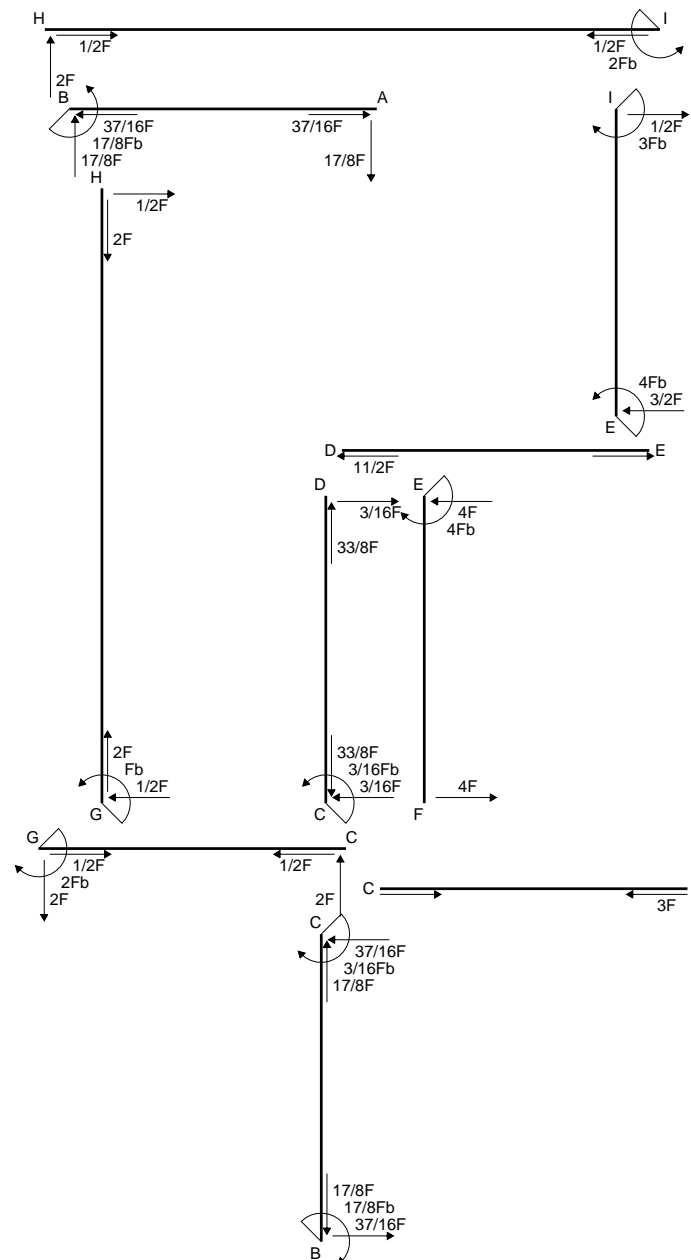 H I
1/2F 1/2F
2Fb
2F
B A I
37/16F 37/16F 1/2F
17/8Fb 3Fb
17/8F 17/8F
H
1/2F
2F
4Fb
3/2F
E
D E
11/2F
D E
3/16F 4F
4Fb
33/8F
33/8F
2F 3/16Fb
Fb 3/16F
1/2F 4F
G C F
G C
1/2F 1/2F
2Fb
2F 2F
C
3F
C
37/16F
3/16Fb
17/8F
17/8F
17/8Fb
37/16F
B